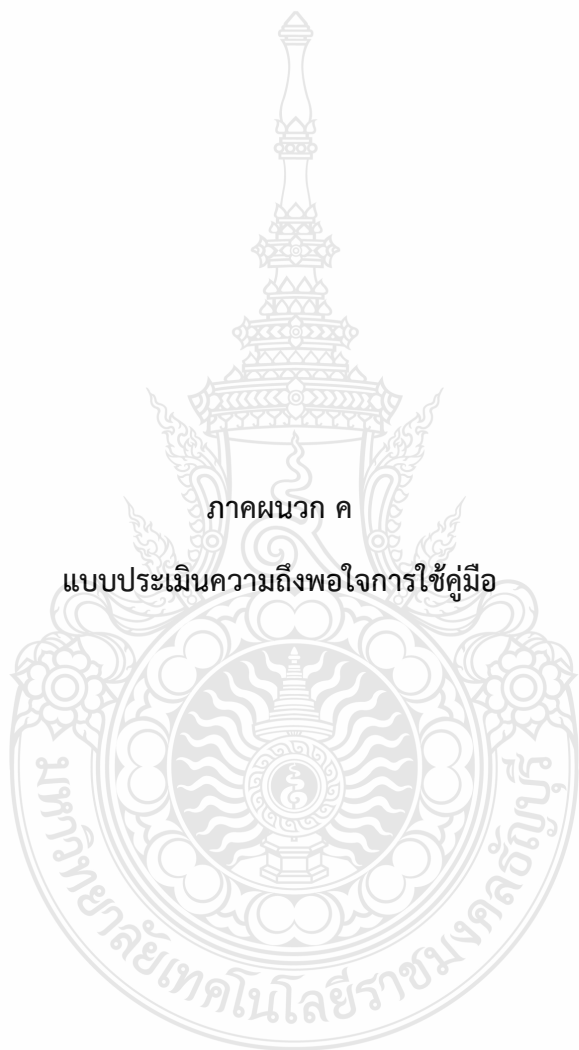 ภาคผนวก ค
แบบประเมินความถึงพอใจการใช้คู่มือ
มหาวิทยาลัยเทคโนโลยีราชมงคลธัญบุรี